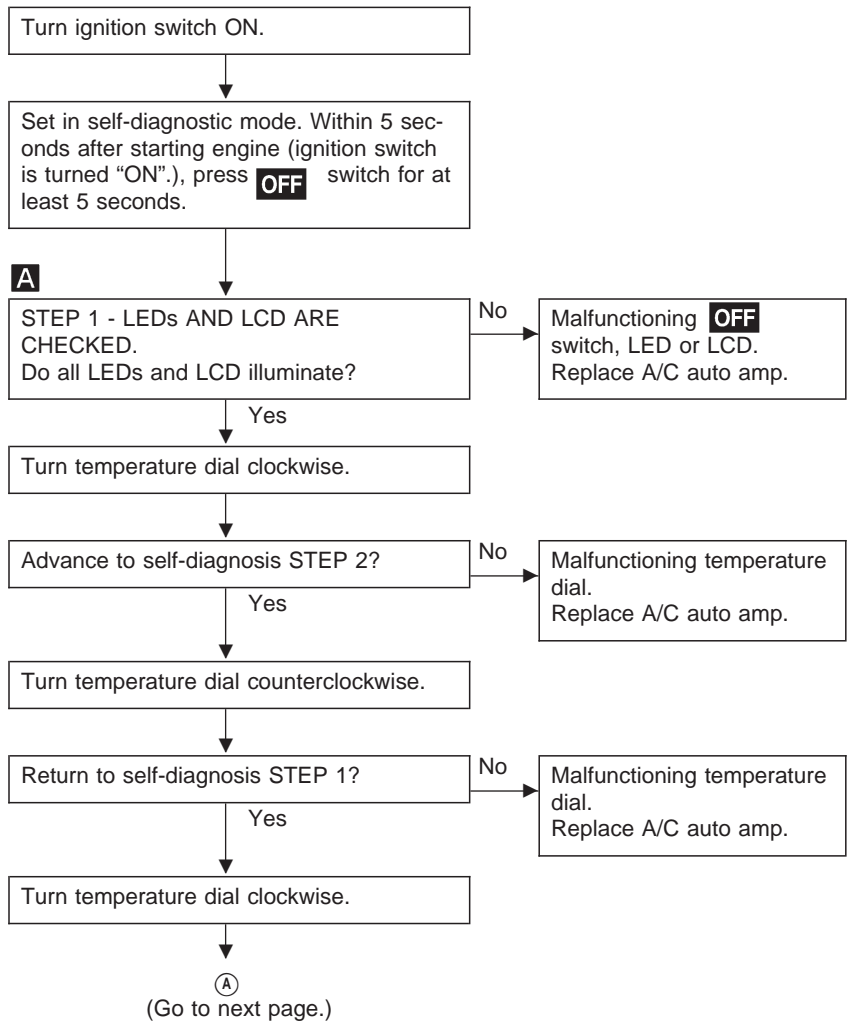 Turn ignition switch ON.
Set in self-diagnostic mode. Within 5 sec-
onds after starting engine (ignition switch
is turned “ON”.), press OFF switch for at
least 5 seconds.
A
STEP 1 - LEDs AND LCD ARE
CHECKED.
Do all LEDs and LCD illuminate?
No
Malfunctioning OFF
switch, LED or LCD.
Replace A/C auto amp.
Yes
Turn temperature dial clockwise.
Advance to self-diagnosis STEP 2?
No
Malfunctioning temperature
dial.
Replace A/C auto amp.
Yes
Turn temperature dial counterclockwise.
Return to self-diagnosis STEP 1?
No
Malfunctioning temperature
dial.
Replace A/C auto amp.
Yes
Turn temperature dial clockwise.
Ⓐ
(Go to next page.)